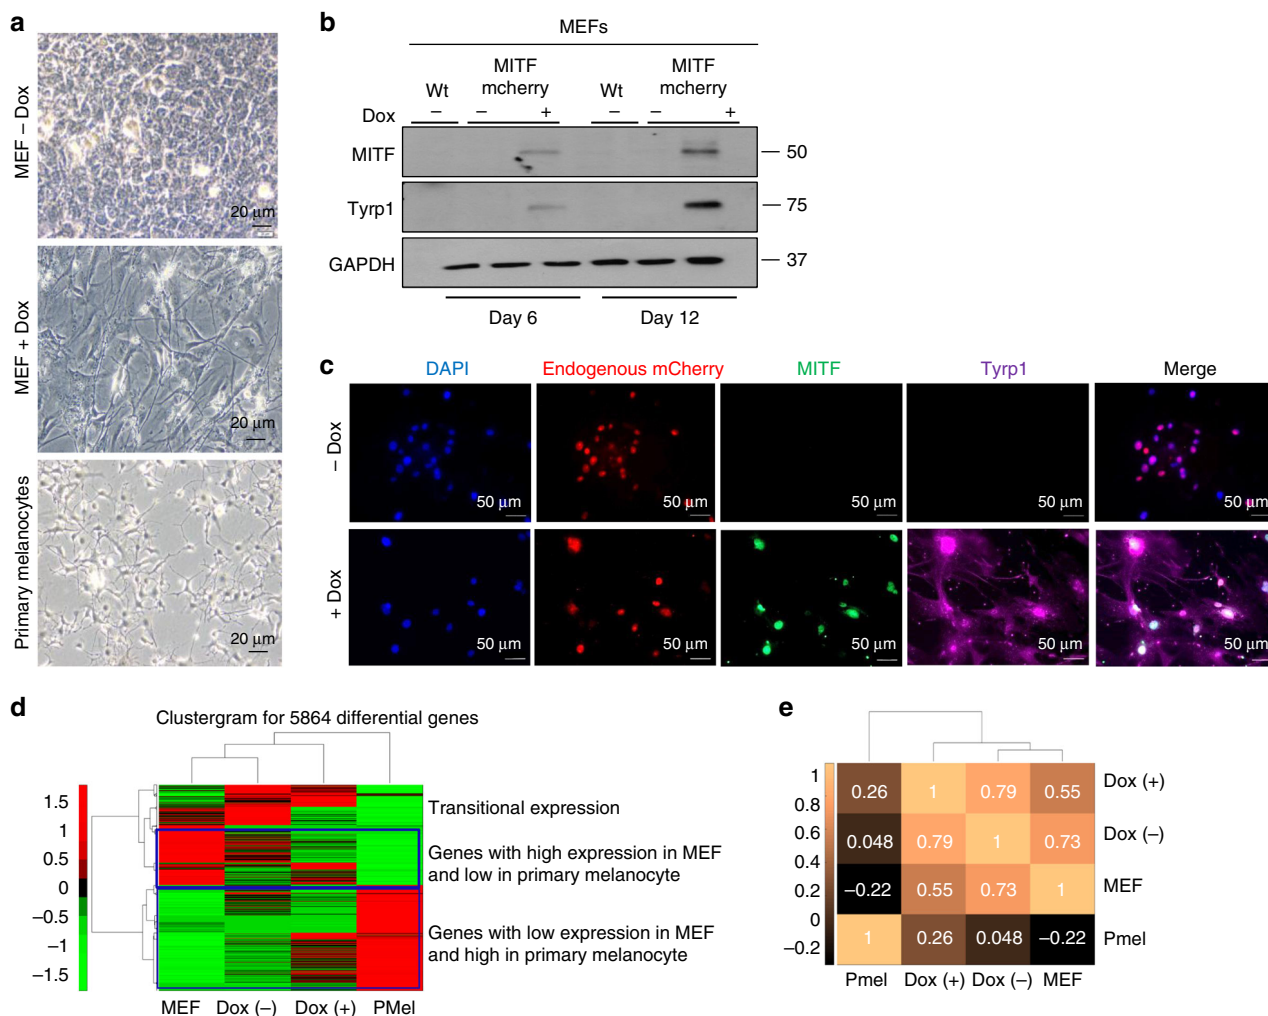 a
MEF – Dox
20 µm
MEF + Dox
20 µm
Primary melanocytes
20 µm
b
MEFs
Wt
MITF
mcherry
Wt
MITF
mcherry
Dox – – + – – +
MITF
50
Tyrp1
75
GAPDH
37
Day 6
Day 12
c
DAPI Endogenous mCherry MITF Tyrp1 Merge
– Dox
50 µm 50 µm 50 µm 50 µm 50 µm
+ Dox
50 µm 50 µm 50 µm 50 µm 50 µm
d
Clustergram for 5864 differential genes
1.5
1
0.5
0
–0.5
–1
–1.5
Transitional expression
Genes with high expression in MEF
and low in primary melanocyte
Genes with low expression in MEF
and high in primary melanocyte
MEF Dox (–) Dox (+) PMel
e
1
0.8
0.6
0.4
0.2
0
–0.2
0.26 1 0.79 0.55 Dox (+)
0.048 0.79 1 0.73 Dox (–)
–0.22 0.55 0.73 1 MEF
1 0.26 0.048 –0.22 Pmel
Pmel Dox (+) Dox (–) MEF